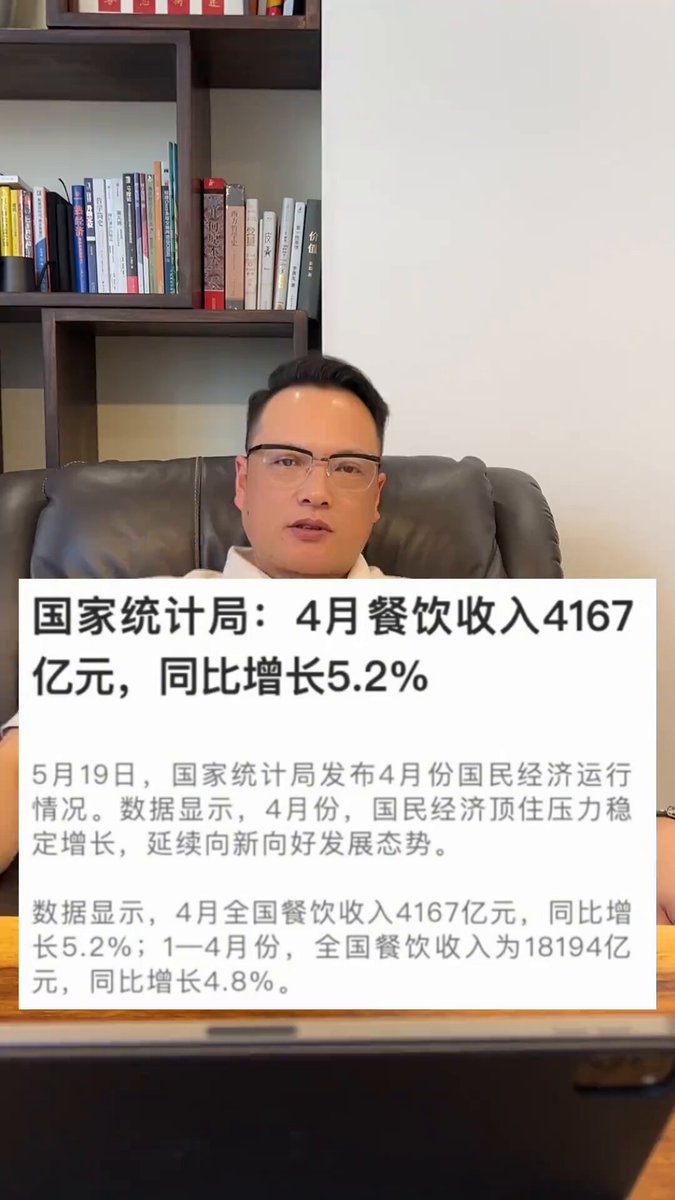 国家统计局：4月餐饮收入4167
亿元，同比增长5.2%
5月19日，国家统计局发布4月份国民经济运行
情况。数据显示，4月份，国民经济顶住压力稳
定增长，延续向新向好发展态势。
数据显示，4月全国餐饮收入4167亿元，同比增
长5.2%；1—4月份，全国餐饮收入为18194亿
元，同比增长4.8%。
价值